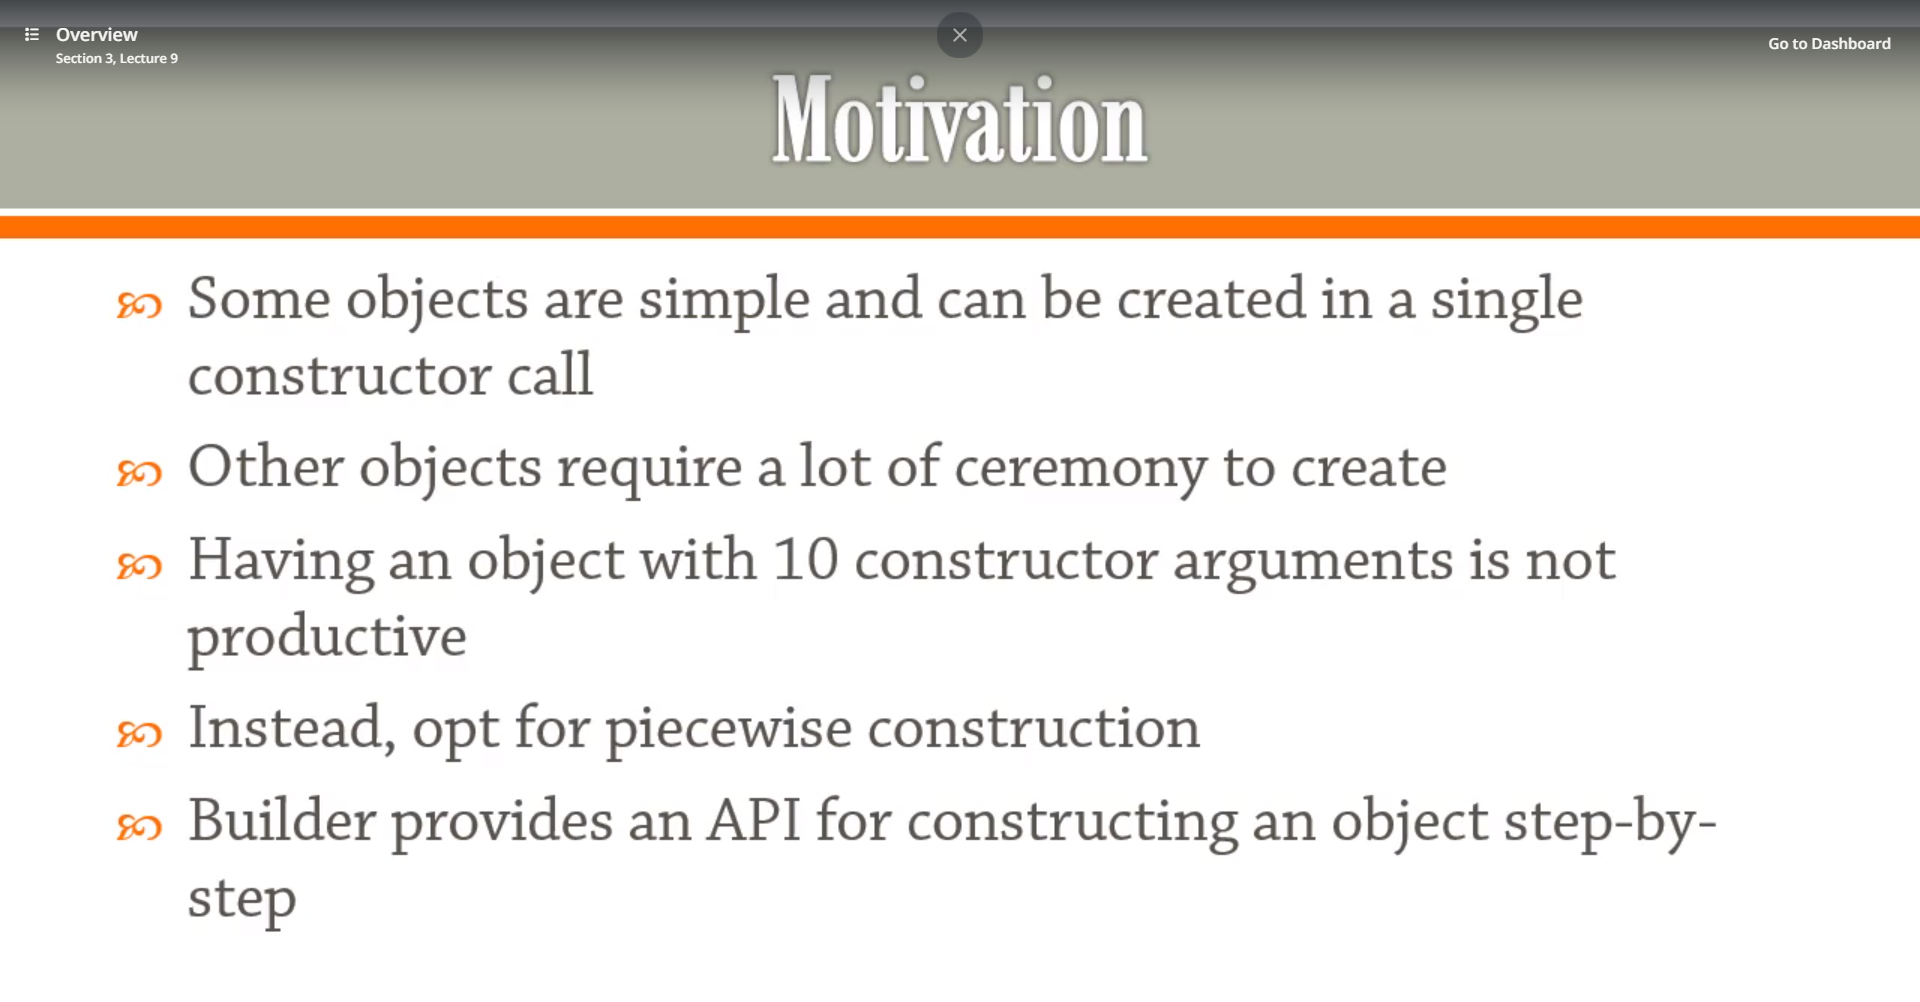 Overview
Section 3, Lecture 9
Go to Dashboard
Motivation
Some objects are simple and can be created in a single
constructor call
Other objects require a lot of ceremony to create
Having an object with 10 constructor arguments is not
productive
Instead, opt for piecewise construction
Builder provides an API for constructing an object step-by-
step